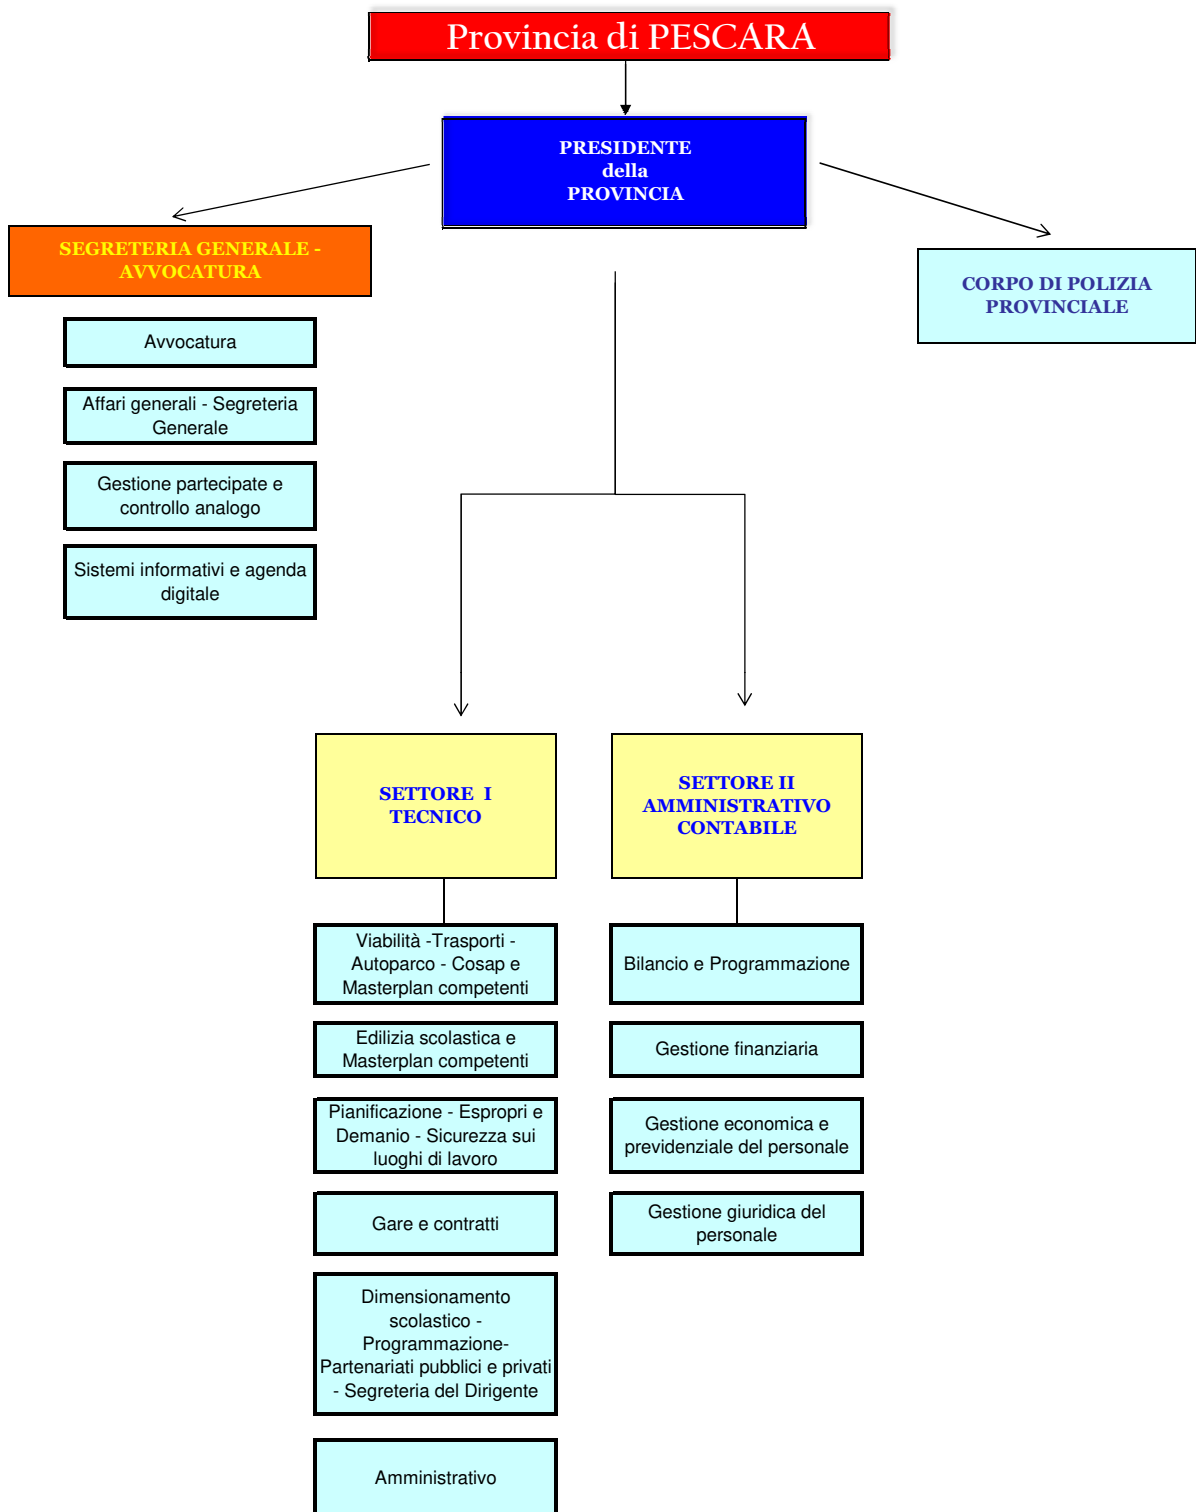 Provincia di PESCARA
PRESIDENTE
della
PROVINCIA
SEGRETERIA GENERALE -
AVVOCATURA
CORPO DI POLIZIA
PROVINCIALE
Avvocatura
Affari generali - Segreteria
Generale
Gestione partecipate e
controllo analogo
Sistemi informativi e agenda
digitale
SETTORE I
TECNICO
SETTORE II
AMMINISTRATIVO
CONTABILE
Viabilità -Trasporti -
Autoparco - Cosap e
Masterplan competenti
Edilizia scolastica e
Masterplan competenti
Pianificazione - Espropri e
Demanio - Sicurezza sui
luoghi di lavoro
Gare e contratti
Dimensionamento
scolastico -
Programmazione-
Partenariati pubblici e privati
- Segreteria del Dirigente
Amministrativo
Bilancio e Programmazione
Gestione finanziaria
Gestione economica e
previdenziale del personale
Gestione giuridica del
personale